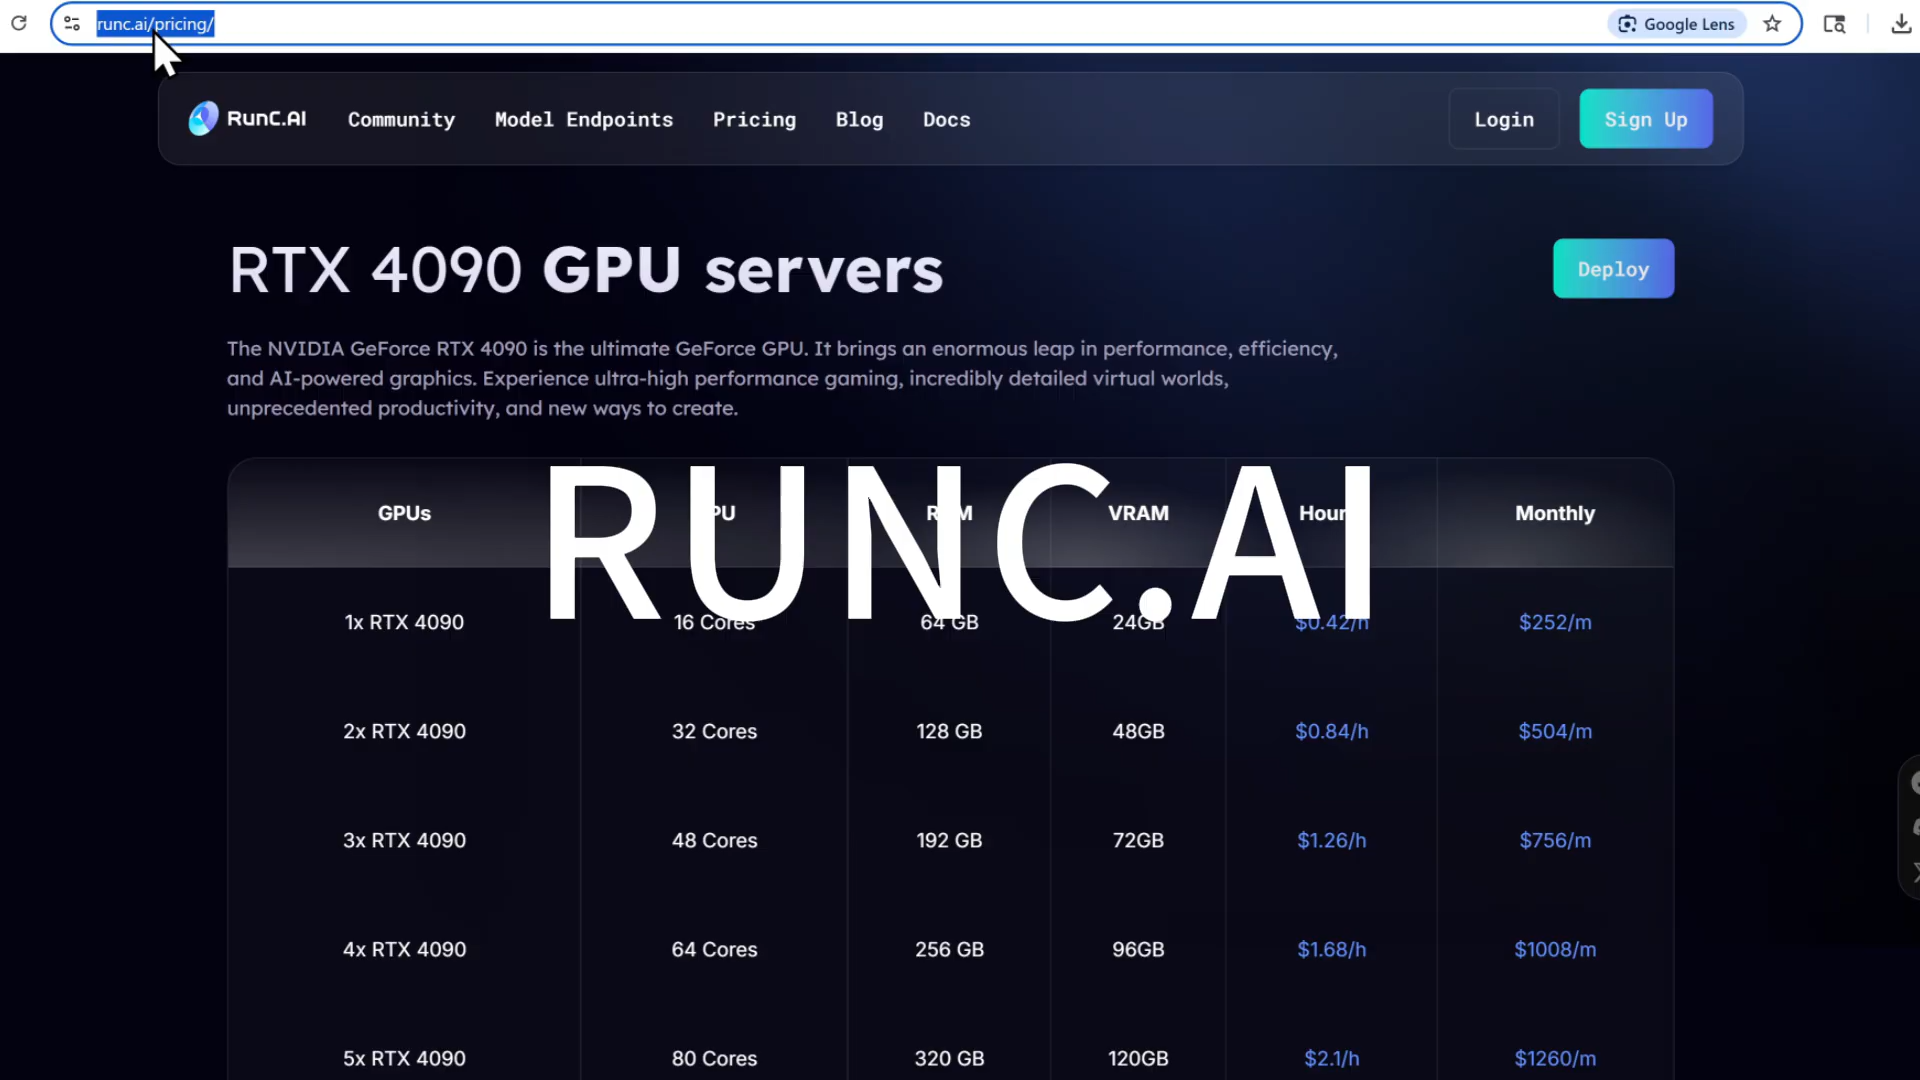 runc.ai/pricing/
Google Lens
RunC.AI
Community
Model Endpoints
Pricing
Blog
Docs
Login
Sign Up
RTX 4090 GPU servers
Deploy
The NVIDIA GeForce RTX 4090 is the ultimate GeForce GPU. It brings an enormous leap in performance, efficiency,
and AI-powered graphics. Experience ultra-high performance gaming, incredibly detailed virtual worlds,
unprecedented productivity, and new ways to create.
RUNC.AI
GPUs VRAM Monthly
1x RTX 4090 16 Cores 64 GB 24GB $0.42/h $252/m
2x RTX 4090 32 Cores 128 GB 48GB $0.84/h $504/m
3x RTX 4090 48 Cores 192 GB 72GB $1.26/h $756/m
4x RTX 4090 64 Cores 256 GB 96GB $1.68/h $1008/m
5x RTX 4090 80 Cores 320 GB 120GB $2.1/h $1260/m